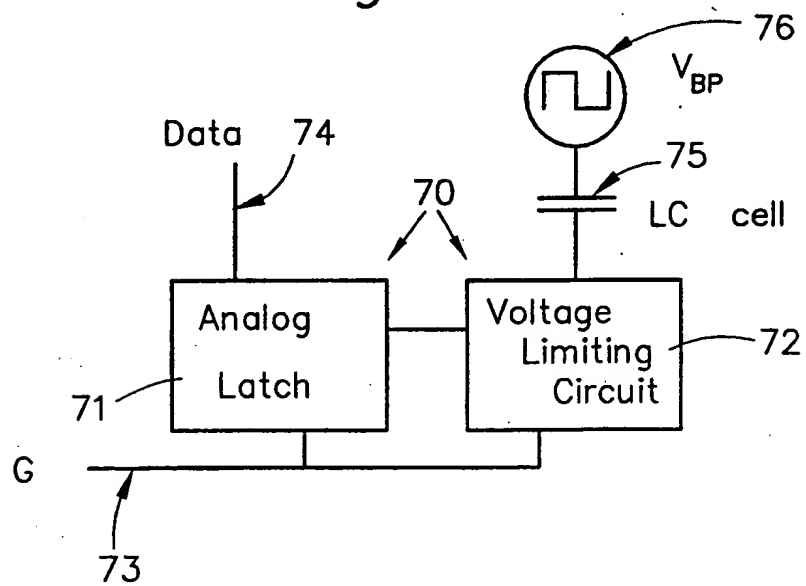 76
V_BP
Data
74
75
70
LC cell
Analog
Latch
Voltage
Limiting
Circuit
72
71
G
73